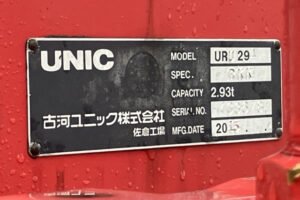 UNIC
MODEL UR 29
SPEC.
CAPACITY 2.93t
SERIAL NO.
MFG.DATE 20
古河ユニック株式会社
佐倉工場